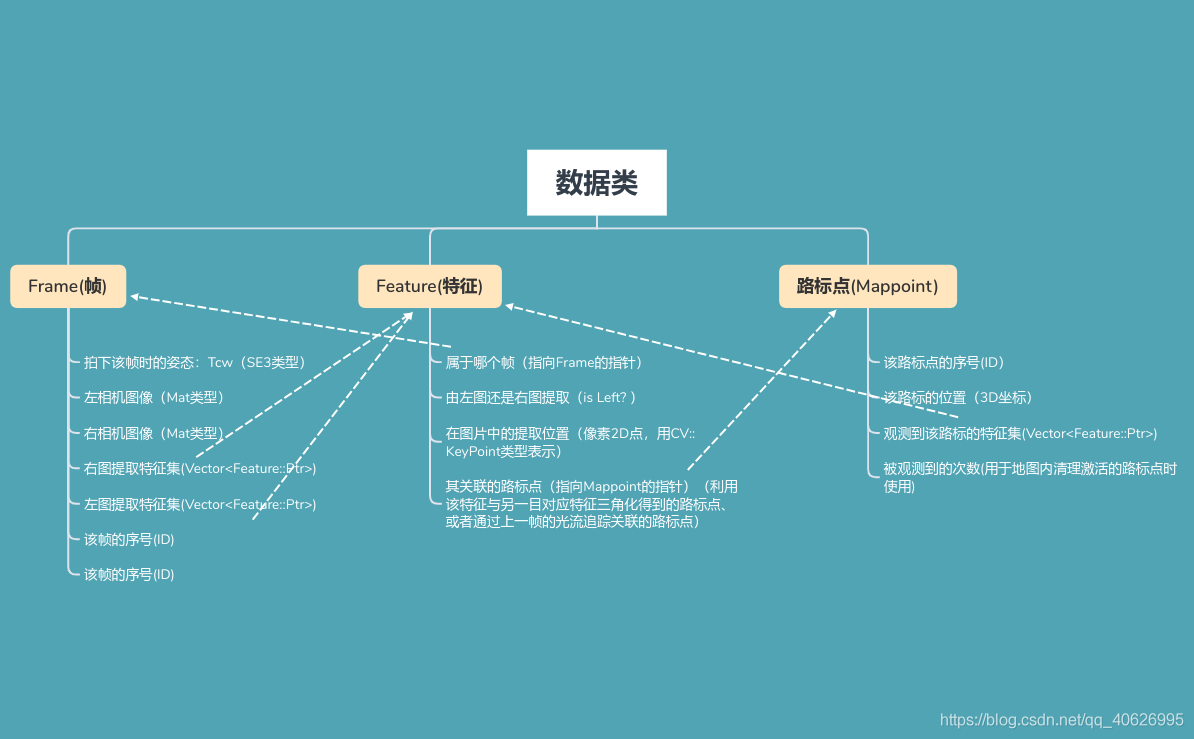 数据类
Frame(帧)
拍下该帧时的姿态：Tcw（SE3类型）
左相机图像（Mat类型）
右相机图像（Mat类型）
右图提取特征集(Vector<Feature::Ptr>)
左图提取特征集(Vector<Feature::Ptr>)
该帧的序号(ID)
该帧的序号(ID)
Feature(特征)
属于哪个帧（指向Frame的指针）
由左图还是右图提取（is Left？）
在图片中的提取位置（像素2D点，用CV::
KeyPoint类型表示）
其关联的路标点（指向Mappoint的指针）（利用
该特征与另一目对应特征三角化得到的路标点、
或者通过上一帧的光流追踪关联的路标点）
路标点(Mappoint)
该路标点的序号(ID)
该路标的位置（3D坐标）
观测到该路标的特征集(Vector<Feature::Ptr>)
被观测到的次数(用于地图内清理激活的路标点时
使用)
https://blog.csdn.net/qq_40626995